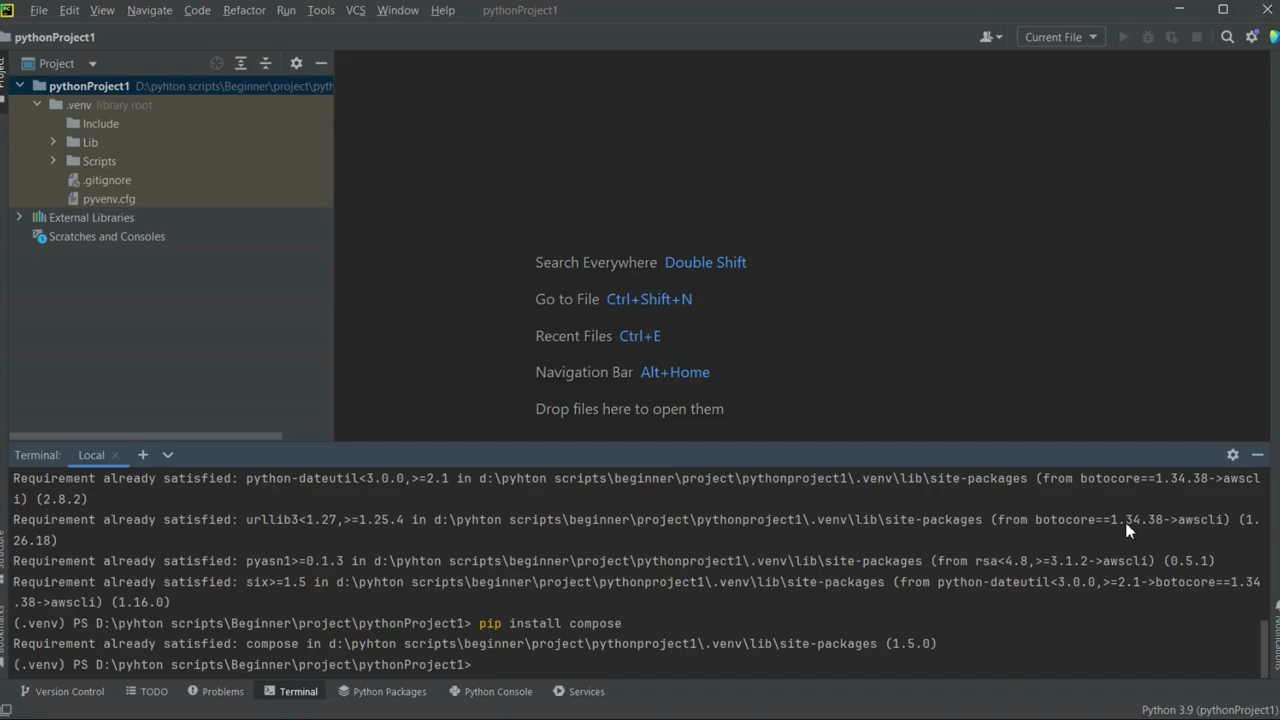 File Edit View Navigate Code Refactor Run Tools VCS Window Help pythonProject1
pythonProject1
Current File
Project
Project
pythonProject1 D:\pyhton scripts\Beginner\project\pyth
.venv library root
Include
Lib
Scripts
.gitignore
pyvenv.cfg
External Libraries
Scratches and Consoles
Search Everywhere Double Shift
Go to File Ctrl+Shift+N
Recent Files Ctrl+E
Navigation Bar Alt+Home
Drop files here to open them
Terminal: Local
Requirement already satisfied: python-dateutil<3.0.0,>=2.1 in d:\pyhton scripts\beginner\project\pythonproject1\.venv\lib\site-packages (from botocore==1.34.38->awscl
i) (2.8.2)
Requirement already satisfied: urllib3<1.27,>=1.25.4 in d:\pyhton scripts\beginner\project\pythonproject1\.venv\lib\site-packages (from botocore==1.34.38->awscli) (1.
26.18)
Requirement already satisfied: pyasn1>=0.1.3 in d:\pyhton scripts\beginner\project\pythonproject1\.venv\lib\site-packages (from rsa<4.8,>=3.1.2->awscli) (0.5.1)
Requirement already satisfied: six>=1.5 in d:\pyhton scripts\beginner\project\pythonproject1\.venv\lib\site-packages (from python-dateutil<3.0.0,>=2.1->botocore==1.34
.38->awscli) (1.16.0)
(.venv) PS D:\pyhton scripts\Beginner\project\pythonProject1> pip install compose
Requirement already satisfied: compose in d:\pyhton scripts\beginner\project\pythonproject1\.venv\lib\site-packages (1.5.0)
(.venv) PS D:\pyhton scripts\Beginner\project\pythonProject1>
Version Control TODO Problems Terminal Python Packages Python Console Services
Python 3.9 (pythonProject1)